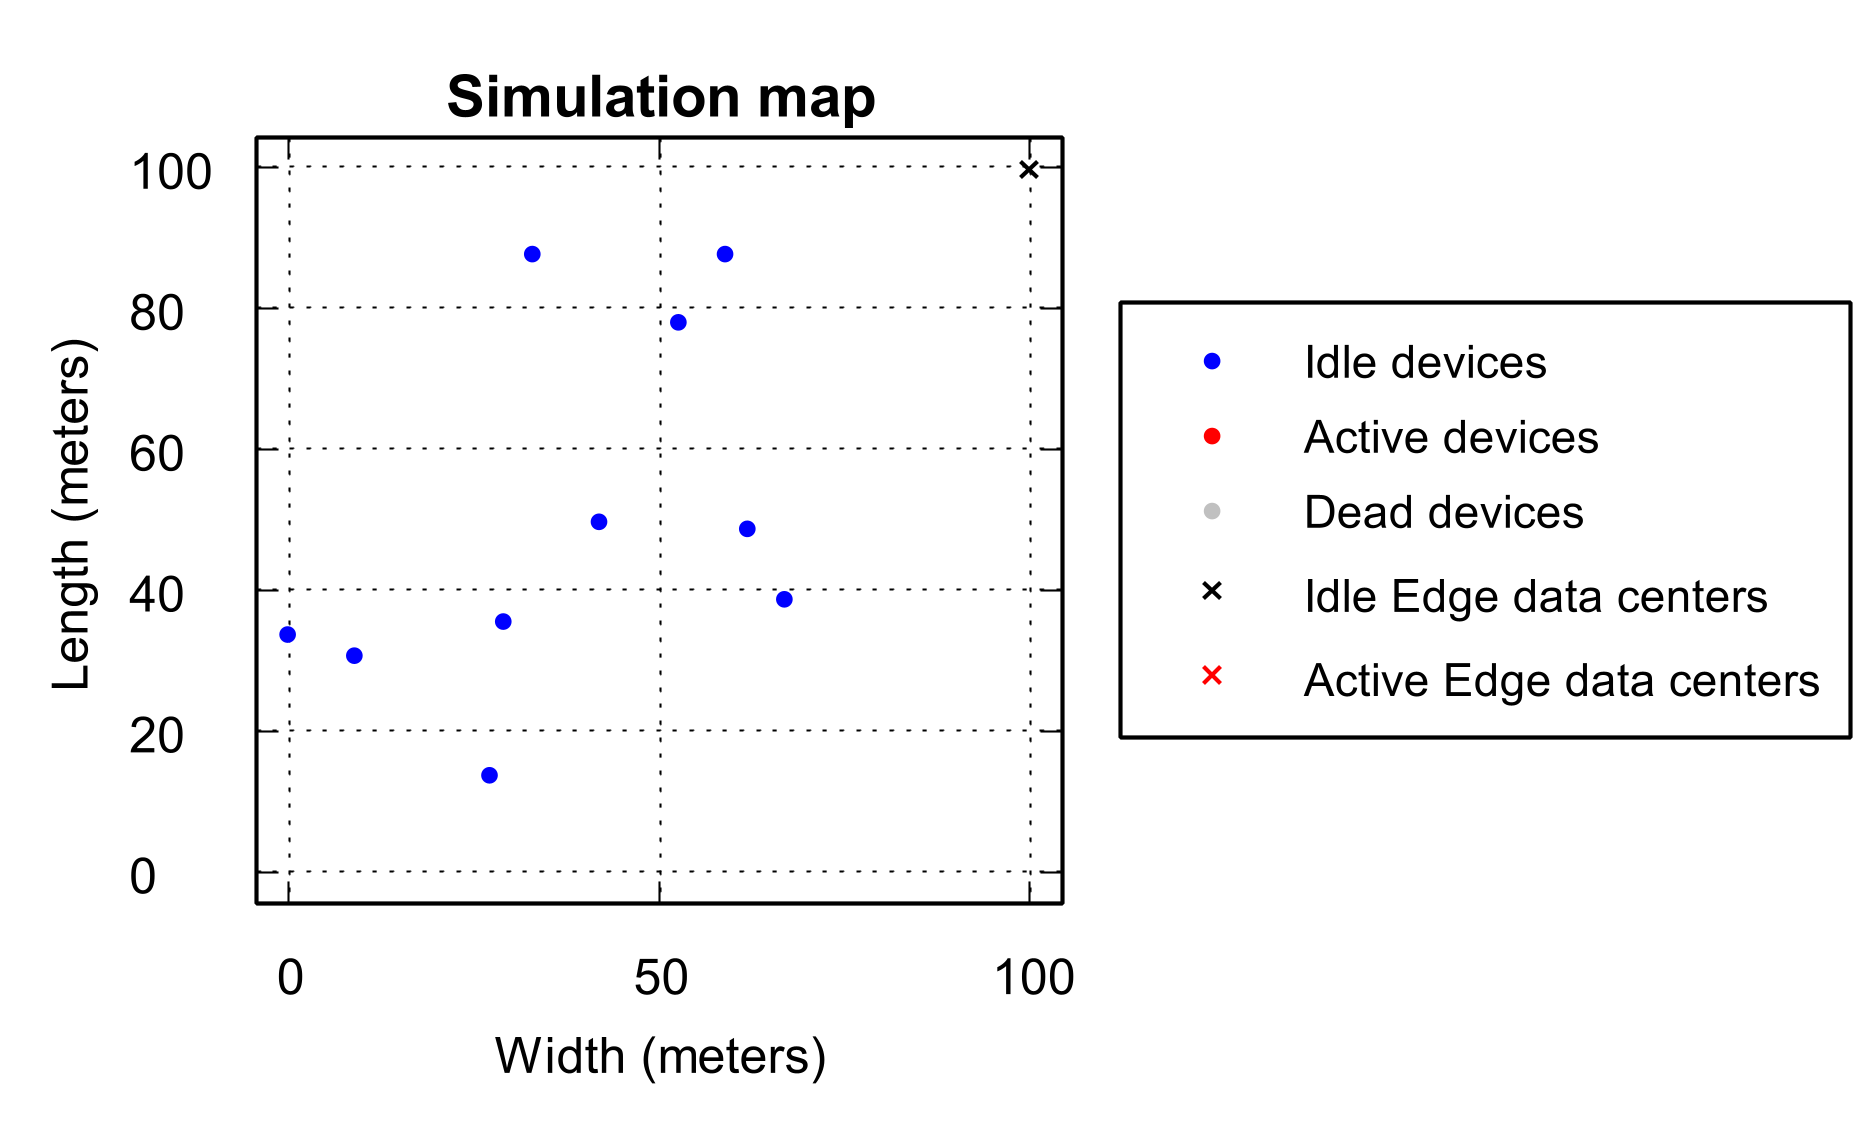 Simulation map
100
80
60
40
20
0
Length (meters)
0 50 100
Width (meters)
Idle devices
Active devices
Dead devices
Idle Edge data centers
Active Edge data centers